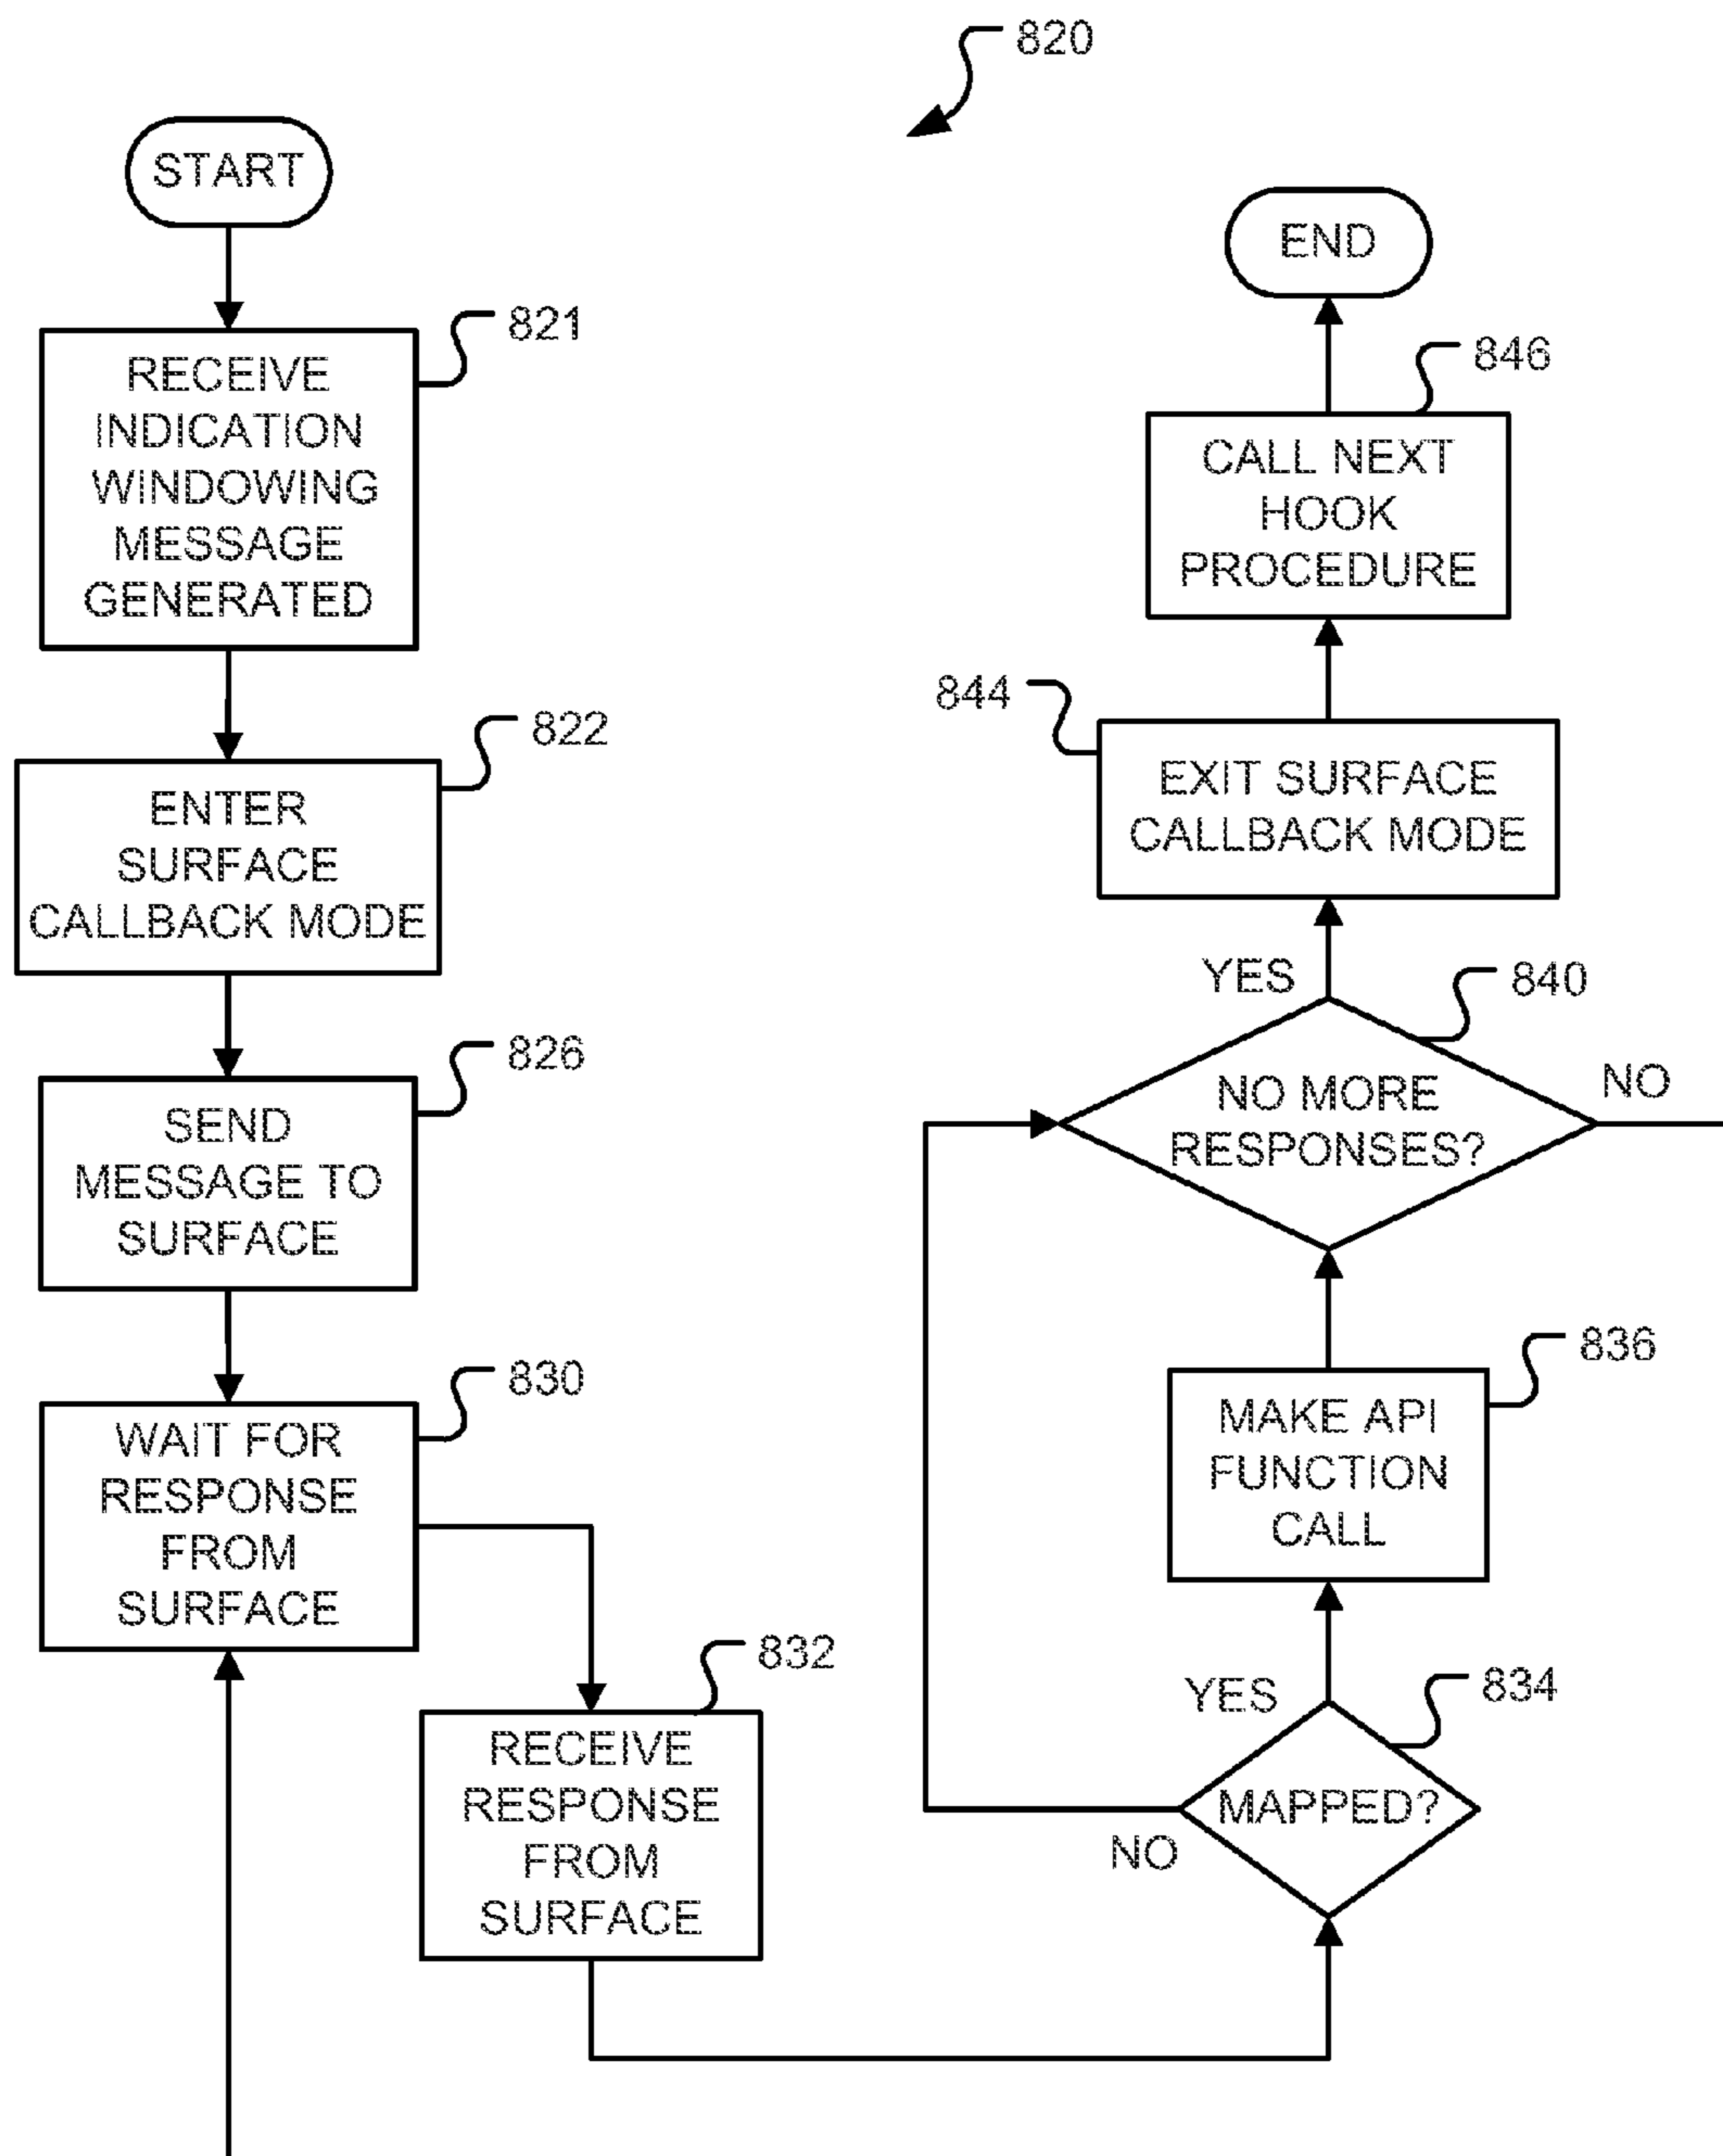 820
START
821
RECEIVE
INDICATION
WINDOWING
MESSAGE
GENERATED
822
ENTER
SURFACE
CALLBACK MODE
826
SEND
MESSAGE TO
SURFACE
830
WAIT FOR
RESPONSE
FROM
SURFACE
832
RECEIVE
RESPONSE
FROM
SURFACE
END
846
CALL NEXT
HOOK
PROCEDURE
844
EXIT SURFACE
CALLBACK MODE
YES
840
NO MORE
RESPONSES?
NO
836
MAKE API
FUNCTION
CALL
YES
834
MAPPED?
NO